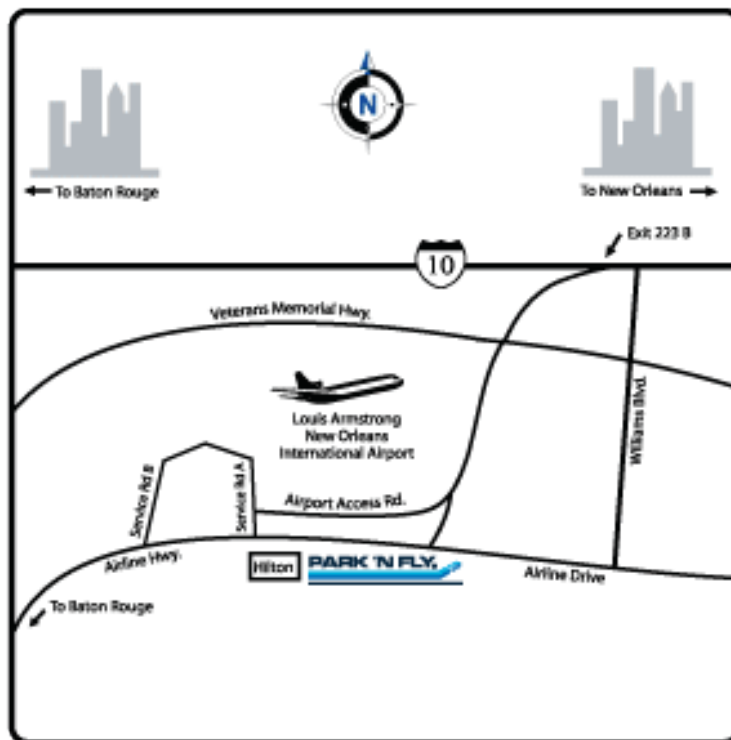 N
To Baton Rouge
To New Orleans
Exit 223 B
10
Veterans Memorial Hwy.
Louis Armstrong
New Orleans
International Airport
Williams Blvd.
Service Rd B
Service Rd A
Airport Access Rd.
Airline Hwy.
Hilton
PARK 'N FLY.
Airline Drive
To Baton Rouge